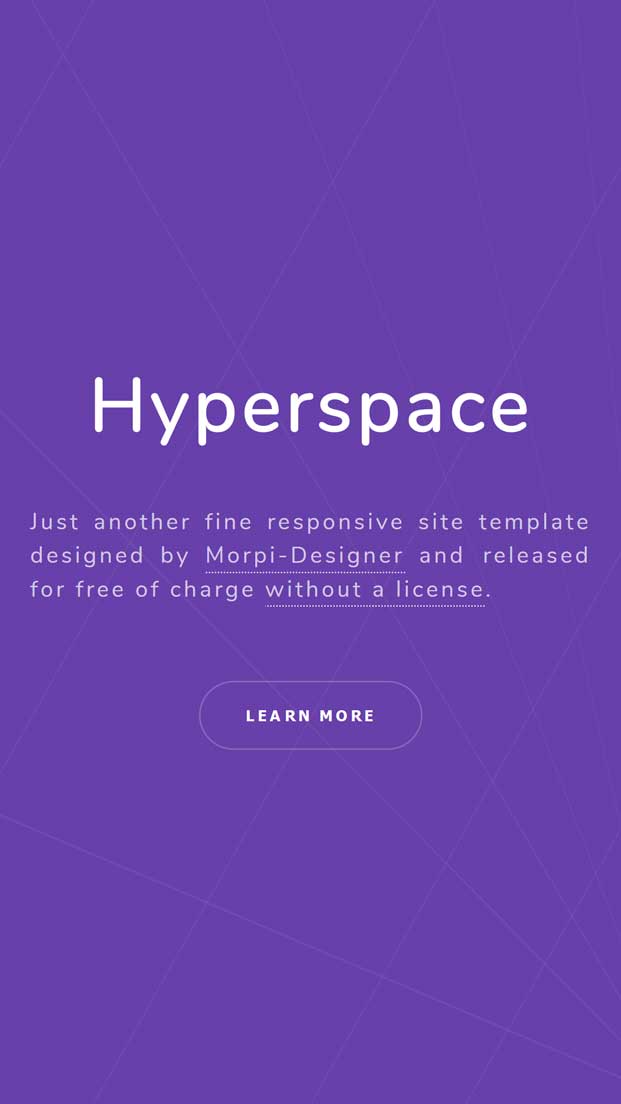 Hyperspace
Just another fine responsive site template
designed by Morpi-Designer and released
for free of charge without a license.
LEARN MORE